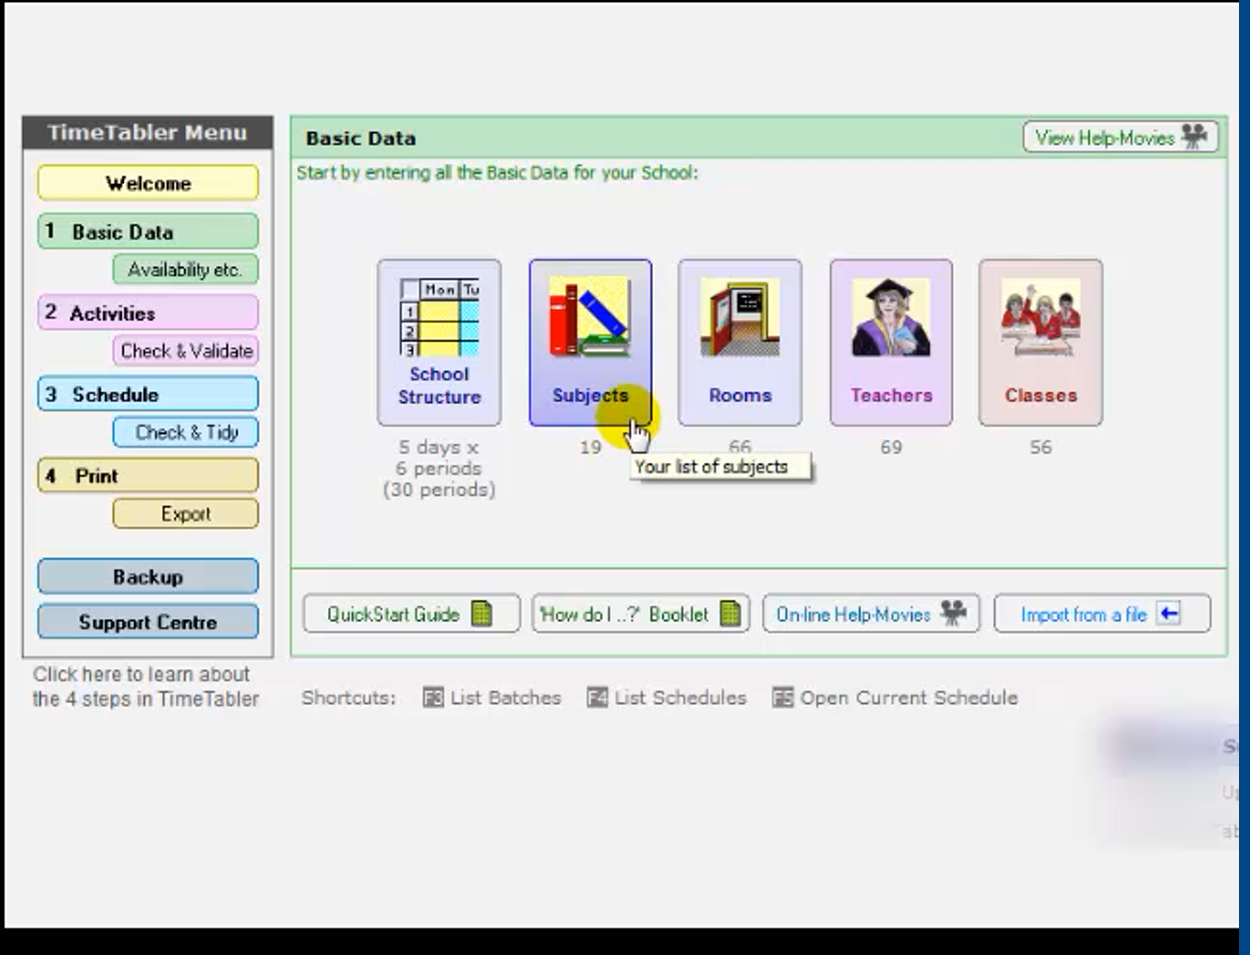 TimeTabler Menu
Welcome
1 Basic Data
Availability etc.
2 Activities
Check & Validate
3 Schedule
Check & Tidy
4 Print
Export
Backup
Support Centre
Click here to learn about
the 4 steps in TimeTabler
Basic Data
View Help-Movies
Start by entering all the Basic Data for your School:
Mon Tu
1
2
3
School
Structure
Subjects
Rooms
Teachers
Classes
5 days x
6 periods
(30 periods)
19
66
69
56
Your list of subjects
QuickStart Guide
'How do I ..?' Booklet
On-line Help-Movies
Import from a file
Shortcuts: F3 List Batches F4 List Schedules F5 Open Current Schedule